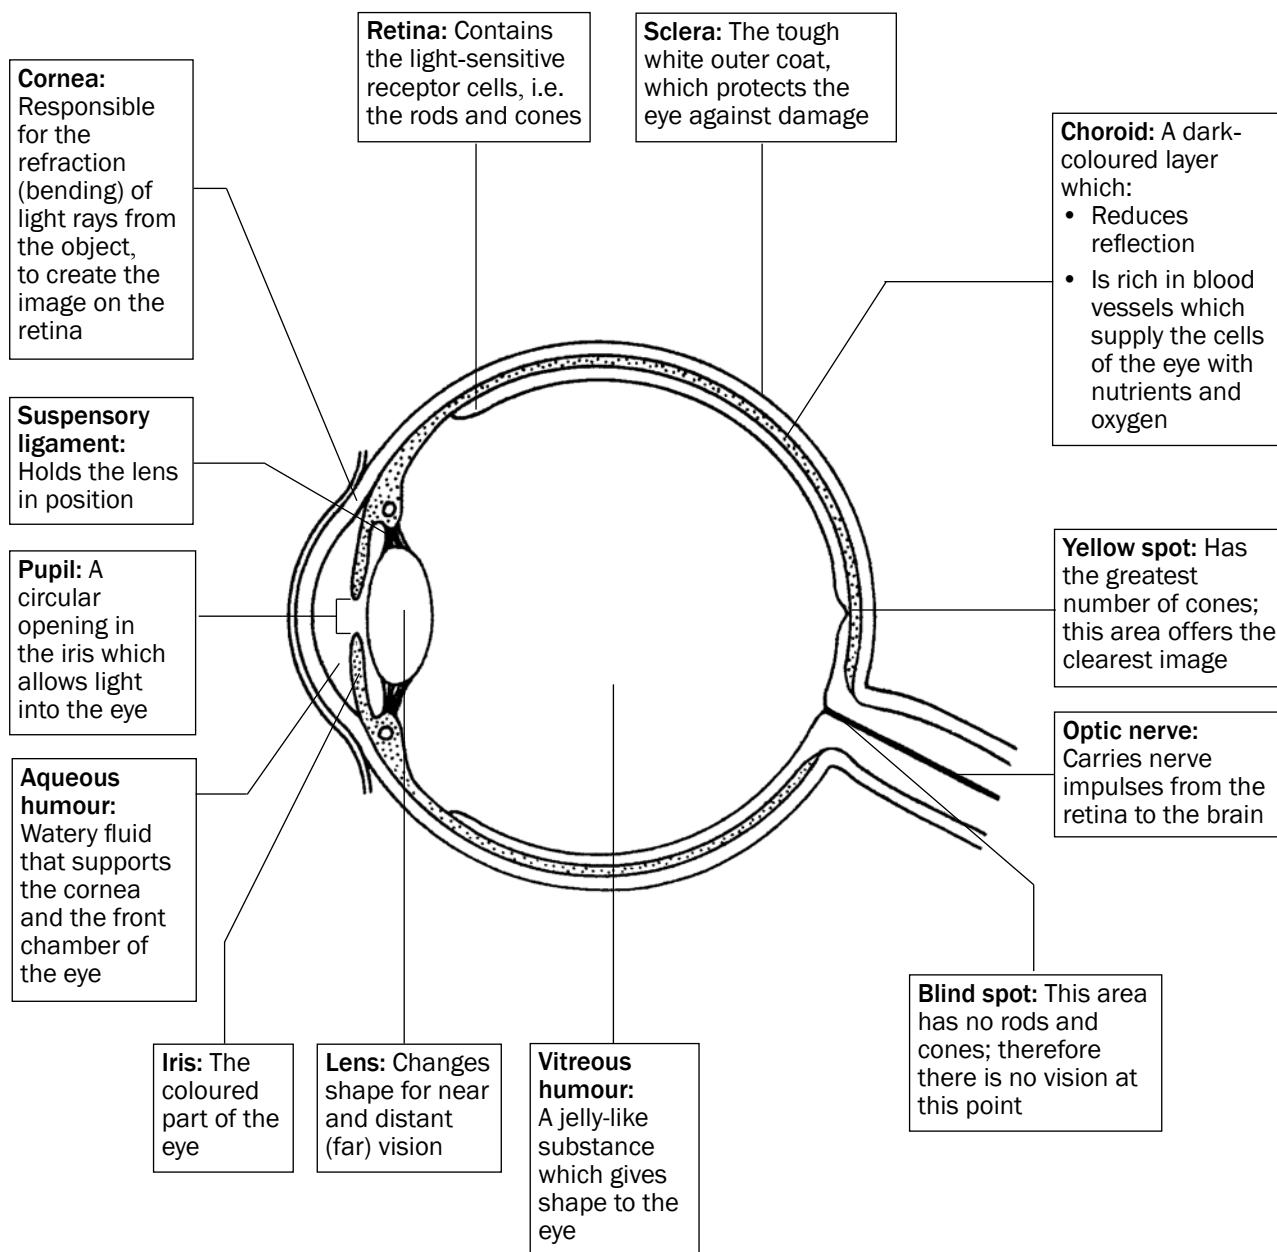 Retina: Contains
the light-sensitive
receptor cells, i.e.
the rods and cones
Sclera: The tough
white outer coat,
which protects the
eye against damage
Cornea:
Responsible
for the
refraction
(bending) of
light rays from
the object,
to create the
image on the
retina
Choroid: A dark-
coloured layer
which:
• Reduces
reflection
• Is rich in blood
vessels which
supply the cells
of the eye with
nutrients and
oxygen
Suspensory
ligament:
Holds the lens
in position
Pupil: A
circular
opening in
the iris which
allows light
into the eye
Yellow spot: Has
the greatest
number of cones;
this area offers the
clearest image
Optic nerve:
Carries nerve
impulses from the
retina to the brain
Aqueous
humour:
Watery fluid
that supports
the cornea
and the front
chamber of
the eye
Blind spot: This area
has no rods and
cones; therefore
there is no vision at
this point
Iris: The
coloured
part of the
eye
Lens: Changes
shape for near
and distant
(far) vision
Vitreous
humour:
A jelly-like
substance
which gives
shape to the
eye